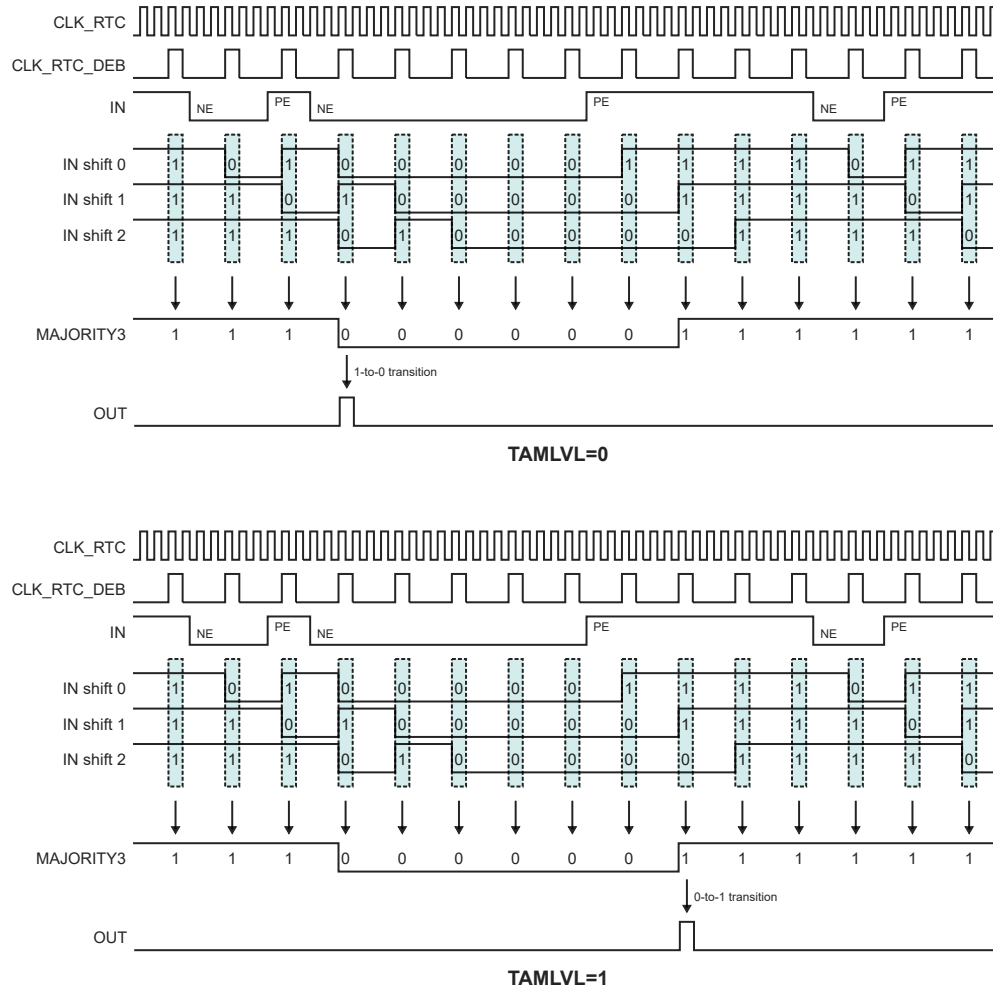 CLK_RTC
CLK_RTC_DEB
IN NE PE NE PE NE PE
IN shift 0 1 0 1 0 0 0 0 0 1 1 1 1 0 1 1
IN shift 1 1 1 0 1 0 0 0 0 0 1 1 1 1 0 1
IN shift 2 1 1 1 0 1 0 0 0 0 0 1 1 1 1 0
MAJORITY3 1 1 1 0 0 0 0 0 0 1 1 1 1 1 1
1-to-0 transition
OUT
TAMLVL=0
CLK_RTC
CLK_RTC_DEB
IN NE PE NE PE NE PE
IN shift 0 1 0 1 0 0 0 0 0 1 1 1 1 0 1 1
IN shift 1 1 1 0 1 0 0 0 0 0 1 1 1 1 0 1
IN shift 2 1 1 1 0 1 0 0 0 0 0 1 1 1 1 0
MAJORITY3 1 1 1 0 0 0 0 0 0 1 1 1 1 1 1
0-to-1 transition
OUT
TAMLVL=1